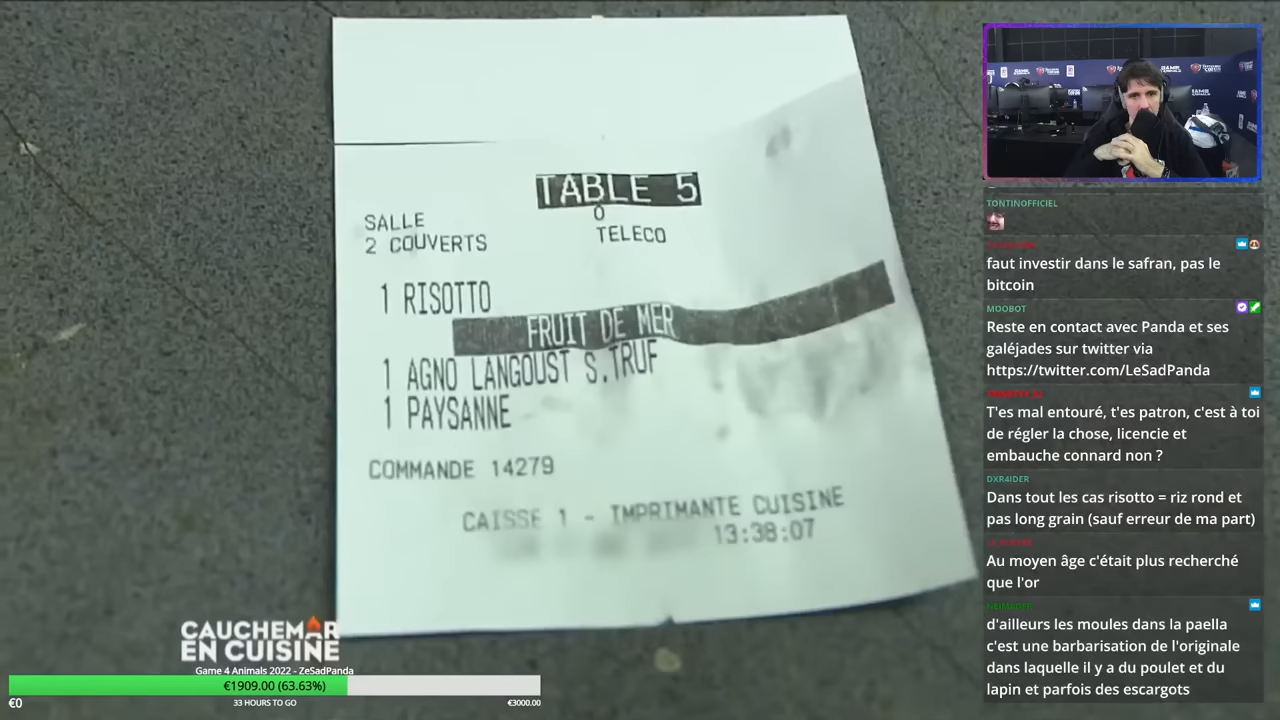 TABLE 5
0
SALLE
TELECO
2 COUVERTS
1 RISOTTO
FRUIT DE MER
1 AGNO LANGOUST S.TRUF
1 PAYSANNE
COMMANDE 14279
CAISSE 1 - IMPRIMANTE CUISINE
13:38:07
CAUCHEMAR
EN CUISINE
Game 4 Animals 2022 - ZeSadPanda
€1909.00 (63.63%)
€0
33 HOURS TO GO
€3000.00
TONTINOFFICIEL
faut investir dans le safran, pas le
bitcoin
MOOBOT
Reste en contact avec Panda et ses
galéjades sur twitter via
https://twitter.com/LeSadPanda
T'es mal entouré, t'es patron, c'est à toi
de régler la chose, licencie et
embauche connard non ?
DXR4IDER
Dans tout les cas risotto = riz rond et
pas long grain (sauf erreur de ma part)
Au moyen âge c'était plus recherché
que l'or
d'ailleurs les moules dans la paella
c'est une barbarisation de l'originale
dans laquelle il y a du poulet et du
lapin et parfois des escargots